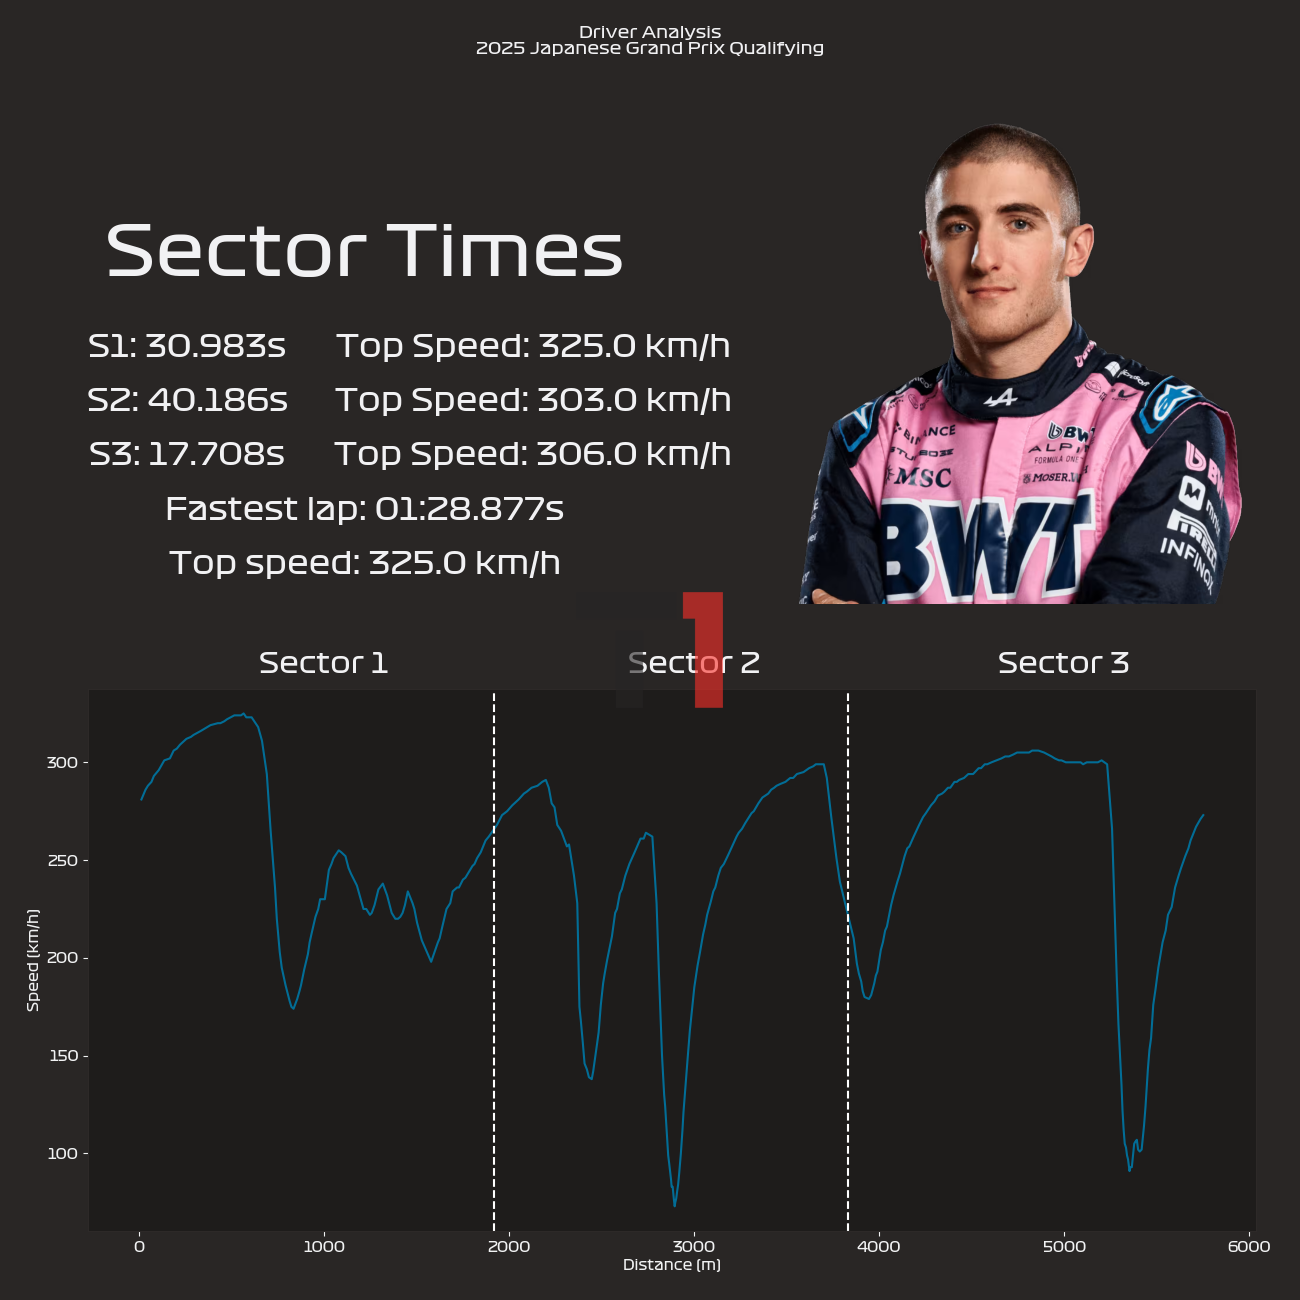 Driver Analysis
2025 Japanese Grand Prix Qualifying
Sector Times
S1: 30.983s Top Speed: 325.0 km/h
S2: 40.186s Top Speed: 303.0 km/h
S3: 17.708s Top Speed: 306.0 km/h
Fastest lap: 01:28.877s
Top speed: 325.0 km/h
BWT
MSC
MOSER
BWT
PIRELLI
INFINOX
1
Sector 1 Sector 2 Sector 3
300
250
200
150
100
Speed (km/h)
0 1000 2000 3000 4000 5000 6000
Distance (m)